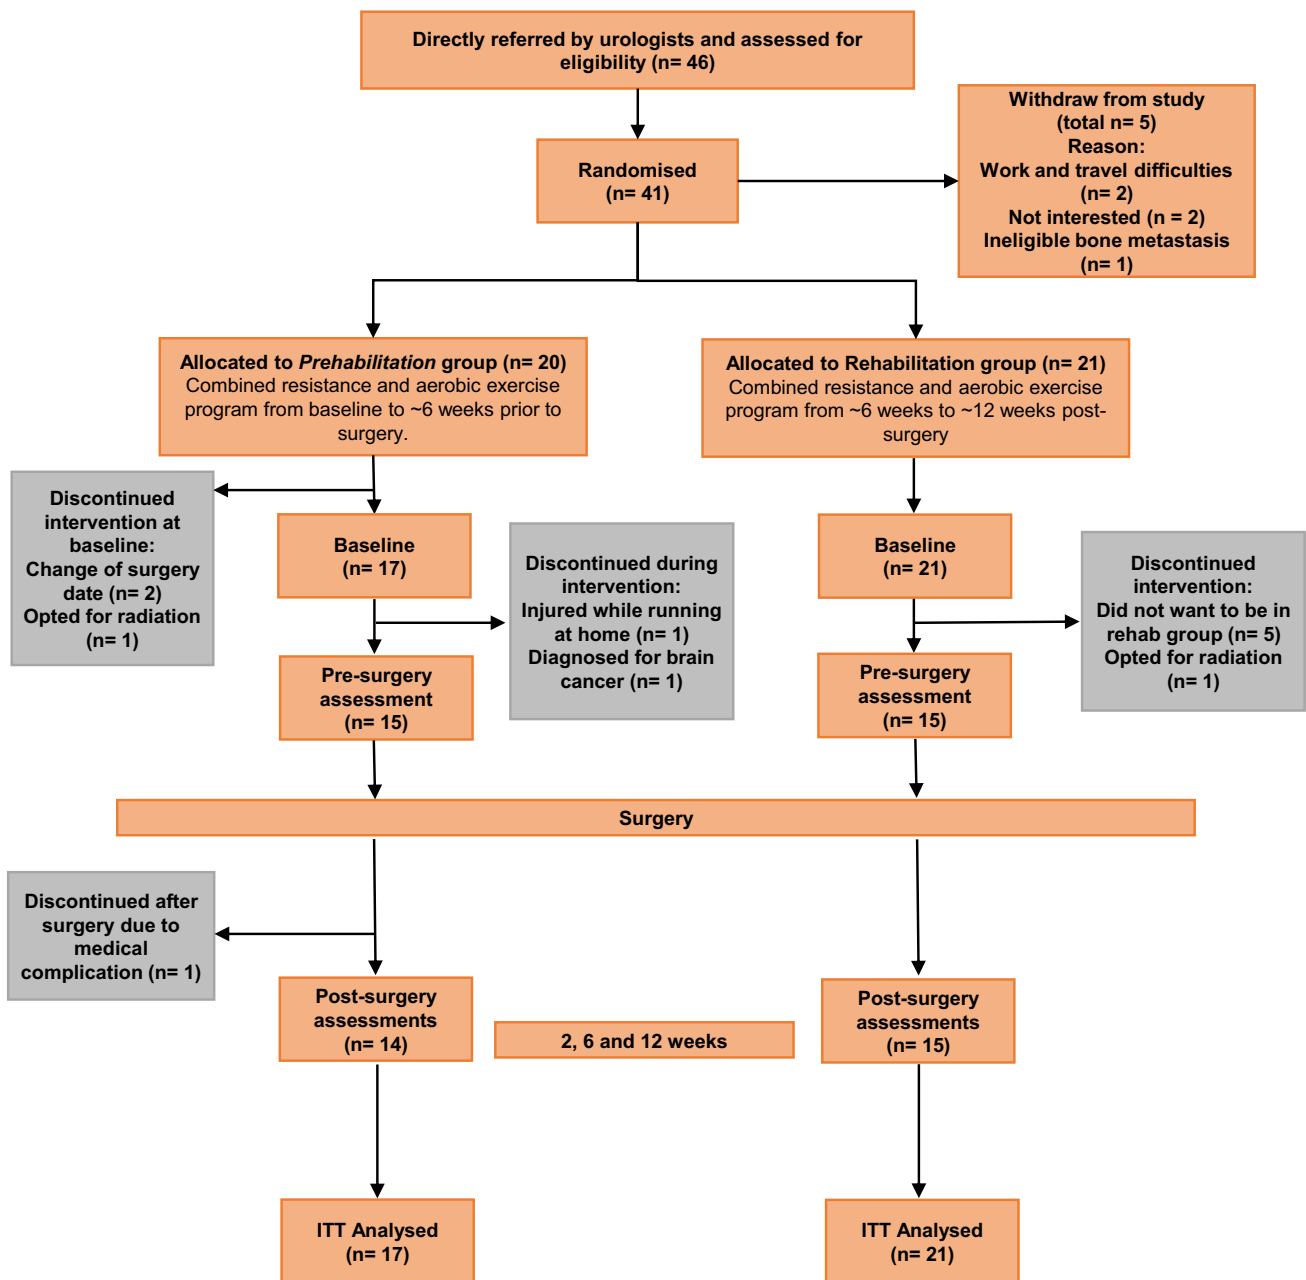 Directly referred by urologists and assessed for
eligibility (n= 46)
Withdraw from study
(total n= 5)
Reason:
Work and travel difficulties
(n= 2)
Not interested (n = 2)
Ineligible bone metastasis
(n= 1)
Randomised
(n= 41)
Allocated to Prehabilitation group (n= 20)
Combined resistance and aerobic exercise
program from baseline to ~6 weeks prior to
surgery.
Allocated to Rehabilitation group (n= 21)
Combined resistance and aerobic exercise
program from ~6 weeks to ~12 weeks post-
surgery
Discontinued
intervention at
baseline:
Change of surgery
date (n= 2)
Opted for radiation
(n= 1)
Baseline
(n= 17)
Discontinued during
intervention:
Injured while running
at home (n= 1)
Diagnosed for brain
cancer (n= 1)
Baseline
(n= 21)
Discontinued
intervention:
Did not want to be in
rehab group (n= 5)
Opted for radiation
(n= 1)
Pre-surgery
assessment
(n= 15)
Pre-surgery
assessment
(n= 15)
Surgery
Discontinued after
surgery due to
medical
complication (n= 1)
Post-surgery
assessments
(n= 14)
2, 6 and 12 weeks
Post-surgery
assessments
(n= 15)
ITT Analysed
(n= 17)
ITT Analysed
(n= 21)